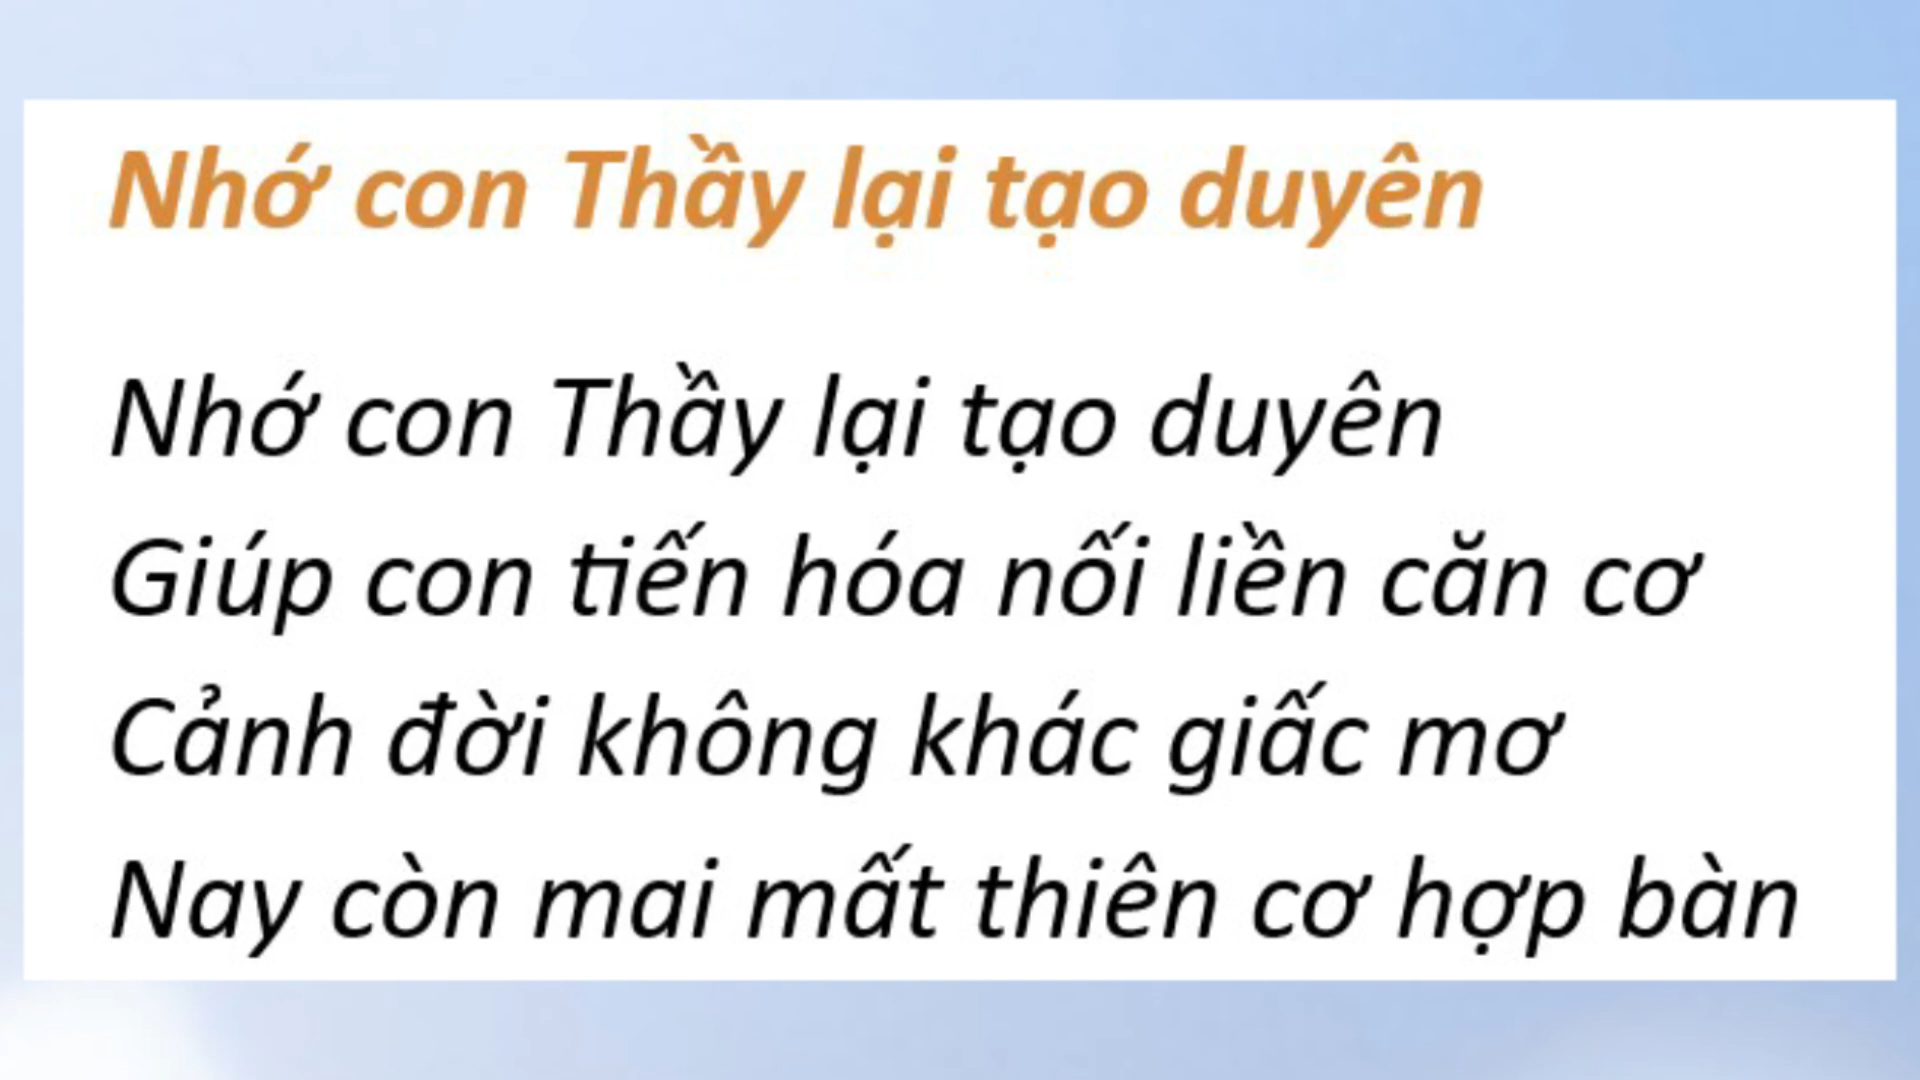 Nhớ con Thầy lại tạo duyên
Nhớ con Thầy lại tạo duyên
Giúp con tiến hóa nối liền căn cơ
Cảnh đời không khác giấc mơ
Nay còn mai mất thiên cơ hợp bàn